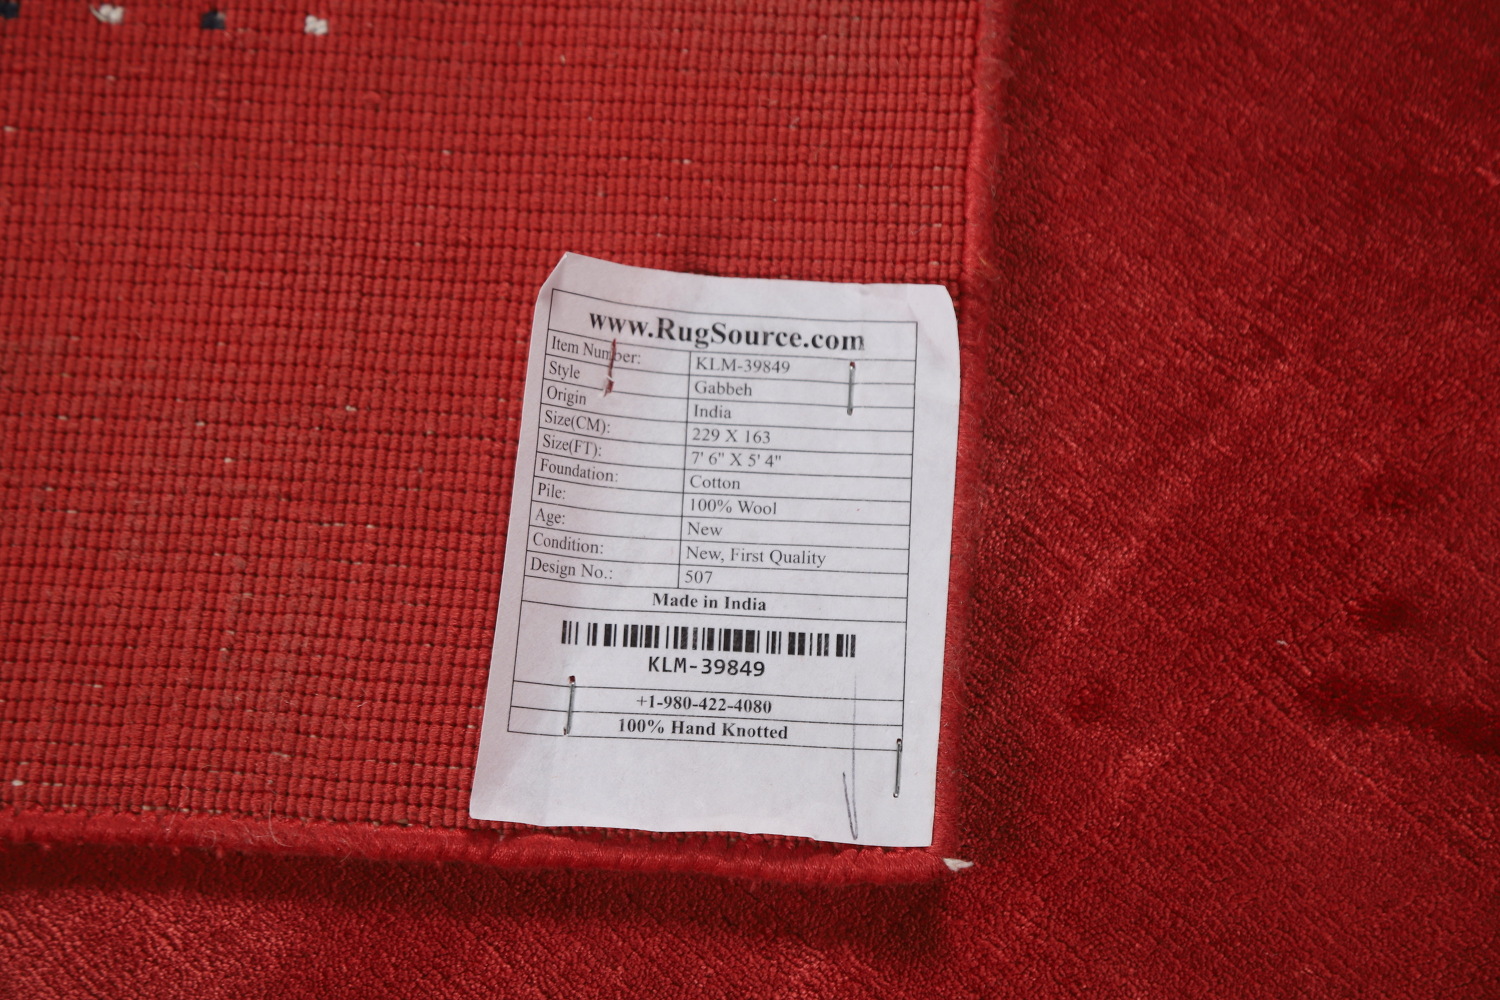 www.RugSource.com
Item Number: KLM-39849
Style Gabbeh
Origin India
Size(CM): 229 X 163
Size(FT): 7' 6" X 5' 4"
Foundation: Cotton
Pile: 100% Wool
Age: New
Condition: New, First Quality
Design No.: 507
Made in India
KLM-39849
+1-980-422-4080
100% Hand Knotted